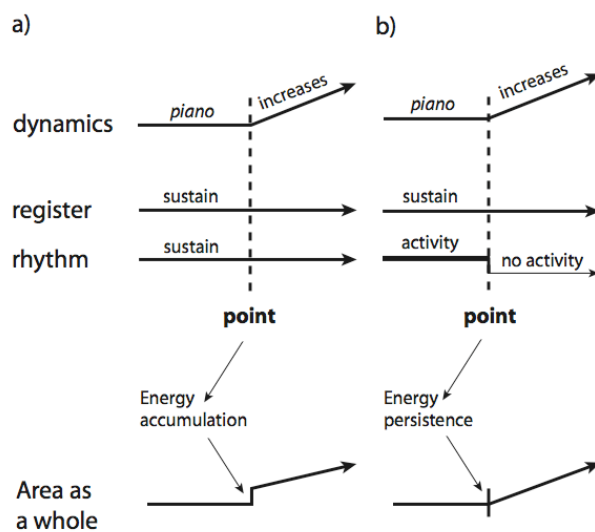 a)
b)
dynamics
piano
increases
piano
increases
register
sustain
sustain
rhythm
sustain
activity
no activity
point
point
Energy
accumulation
Energy
persistence
Area as
a whole